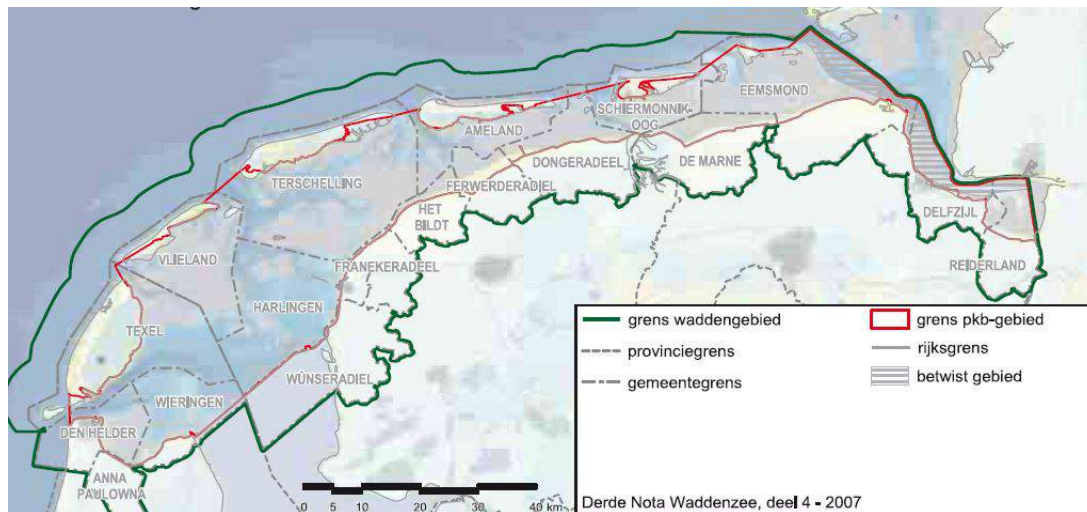 EEMSMOND
SCHIERMONNIK-
OOG
AMELAND
DONGERADEEL
DE MARNE
TERSCHELLING
FERWERDERADIEL
HET
BILDT
DELFZIJL
VLIELAND
FRANEKERADEEL
REIDERLAND
HARLINGEN
TEXEL
WÛNSERADIEL
WIERINGEN
DEN HELDER
ANNA
PAULOWNA
0 5 10 20 30 40 km
grens waddengebied
provinciegrens
gemeentegrens
grens pkb-gebied
rijksgrens
betwist gebied
Derde Nota Waddenzee, deel 4 - 2007